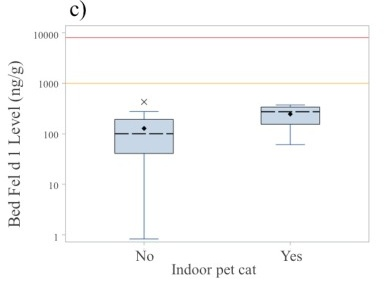 c)
Bed Fel d 1 Level (ng/g)
10000
1000
100
10
1
No Yes
Indoor pet cat